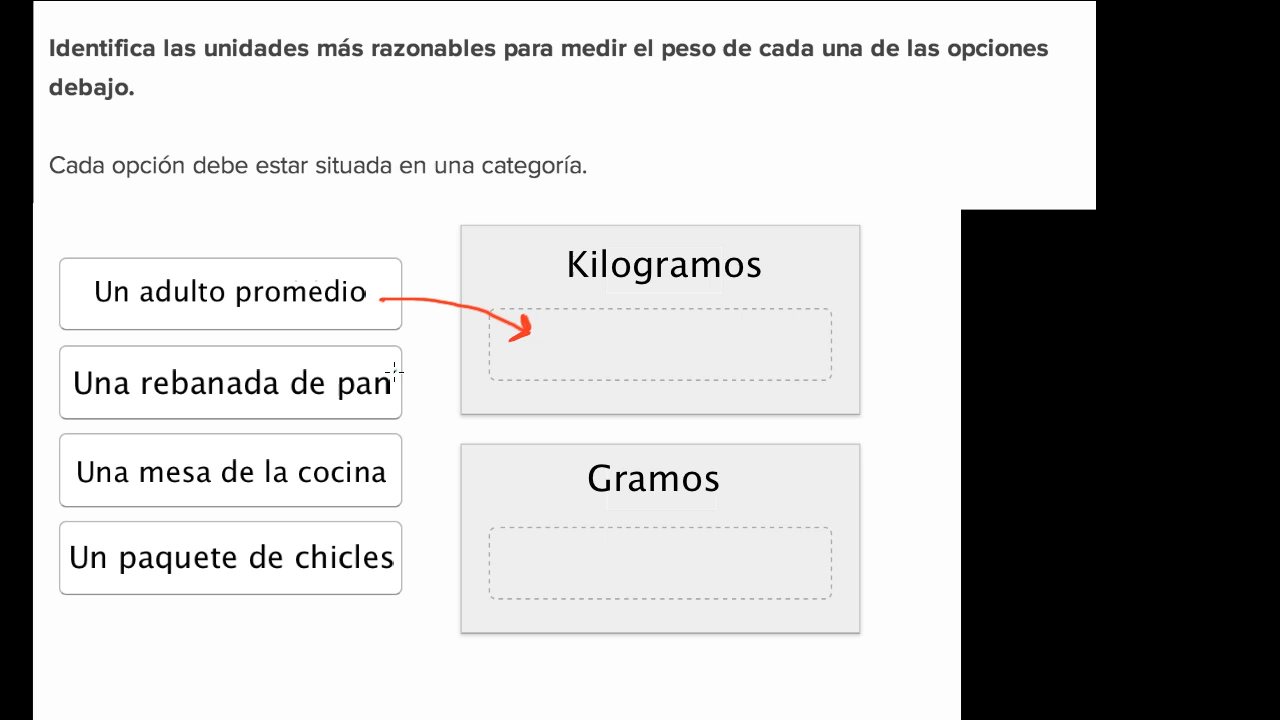 Identifica las unidades más razonables para medir el peso de cada una de las opciones
debajo.
Cada opción debe estar situada en una categoría.
Un adulto promedio
Una rebanada de pan
Una mesa de la cocina
Un paquete de chicles
Kilogramos
Gramos